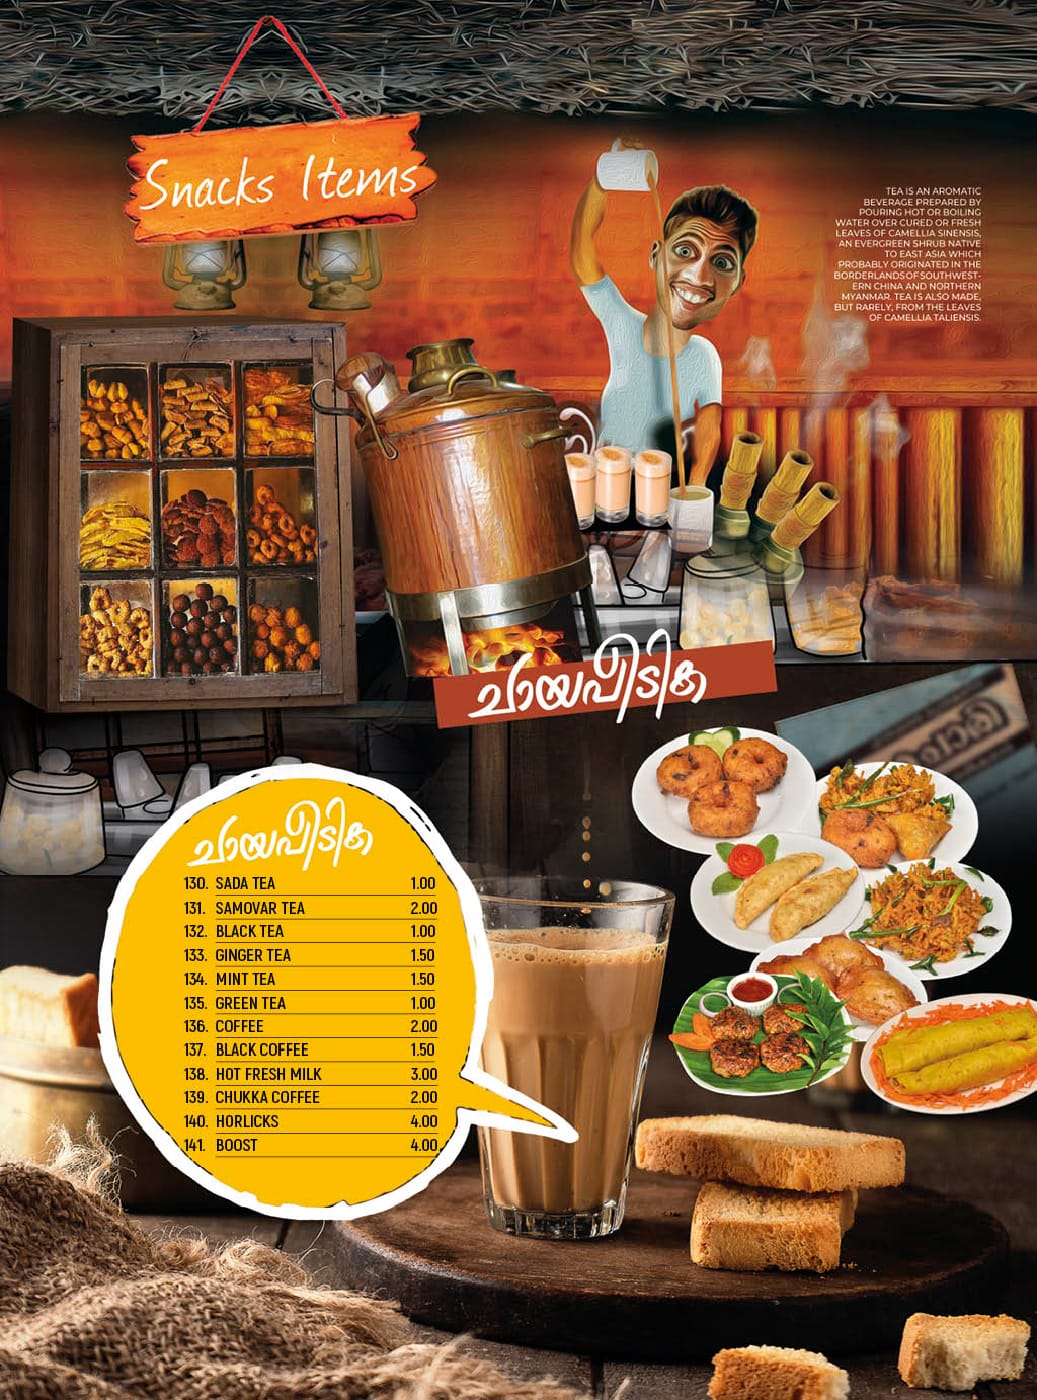 Snacks Items
TEA IS AN AROMATIC
BEVERAGE PREPARED BY
POURING HOT OR BOILING
WATER OVER CURED OR FRESH
LEAVES OF CAMELLIA SINENSIS,
AN EVERGREEN SHRUB NATIVE
TO EAST ASIA WHICH
PROBABLY ORIGINATED IN THE
BORDERLANDS OF SOUTHWEST-
ERN CHINA AND NORTHERN
MYANMAR. TEA IS ALSO MADE,
BUT RARELY, FROM THE LEAVES
OF CAMELLIA TALIENSIS.
ചായപീടിക
ചായപീടിക
130. SADA TEA 1.00
131. SAMOVAR TEA 2.00
132. BLACK TEA 1.00
133. GINGER TEA 1.50
134. MINT TEA 1.50
135. GREEN TEA 1.00
136. COFFEE 2.00
137. BLACK COFFEE 1.50
138. HOT FRESH MILK 3.00
139. CHUKKA COFFEE 2.00
140. HORLICKS 4.00
141. BOOST 4.00